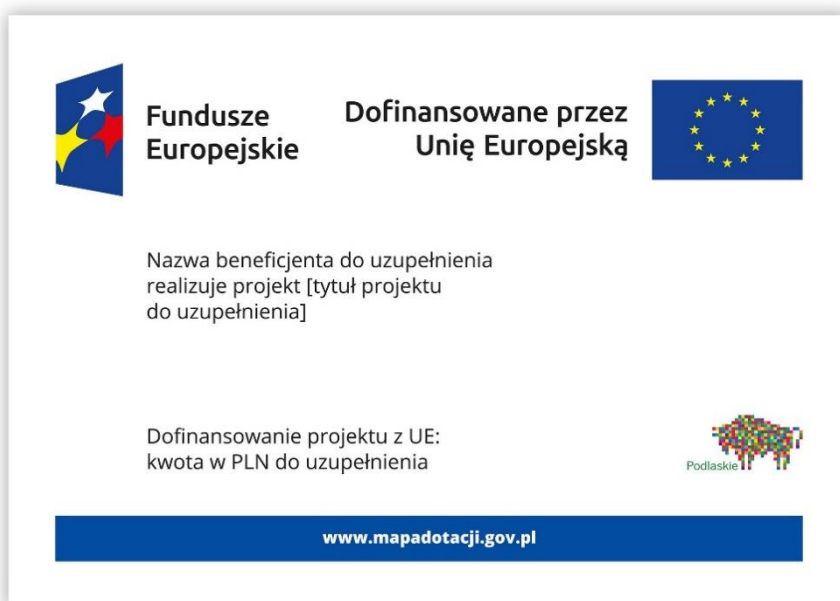 Fundusze
Europejskie
Dofinansowane przez
Unię Europejską
Nazwa beneficjenta do uzupełnienia
realizuje projekt [tytuł projektu
do uzupełnienia]
Dofinansowanie projektu z UE:
kwota w PLN do uzupełnienia
Podlaskie
www.mapadotacji.gov.pl